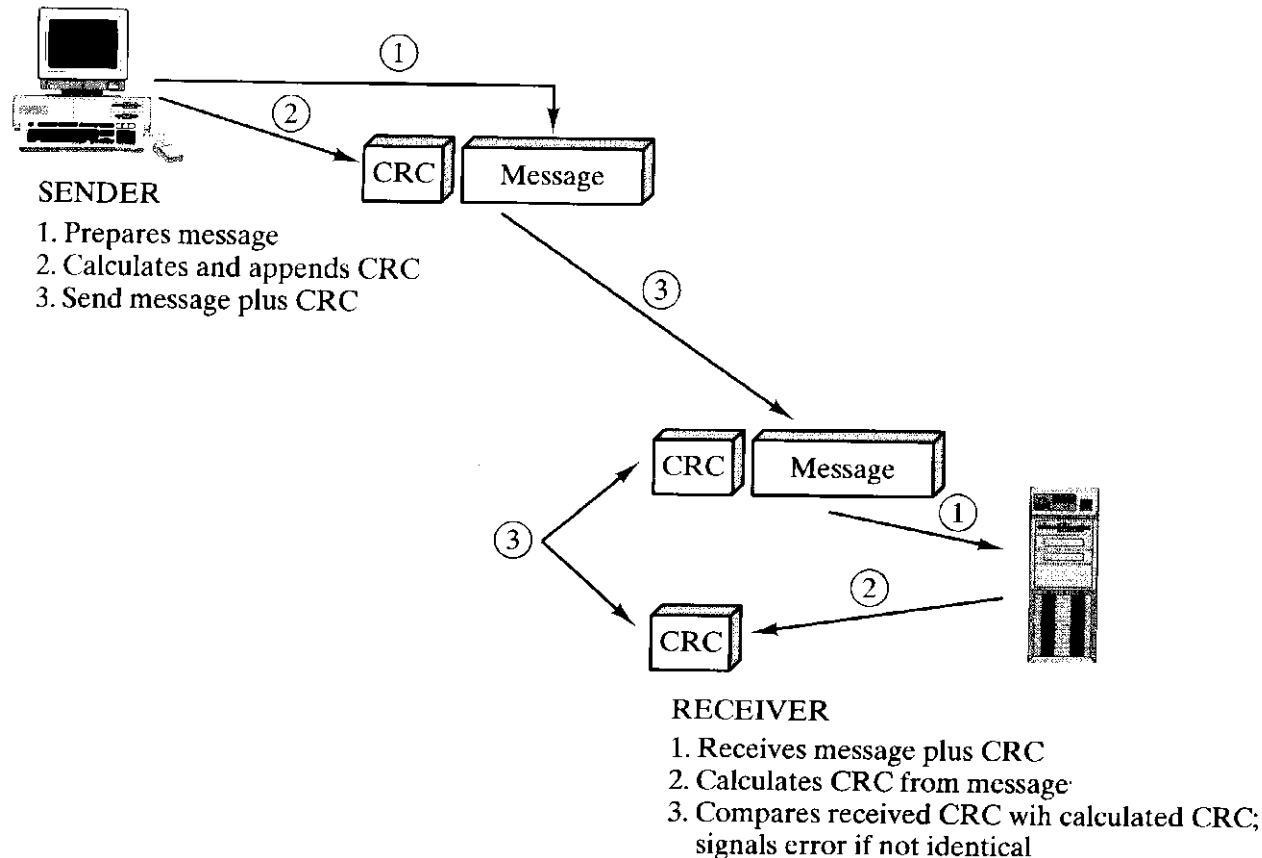 ①
②
CRC
Message
SENDER
1. Prepares message
2. Calculates and appends CRC
3. Send message plus CRC
③
CRC
Message
①
③
②
CRC
RECEIVER
1. Receives message plus CRC
2. Calculates CRC from message
3. Compares received CRC wih calculated CRC;
signals error if not identical